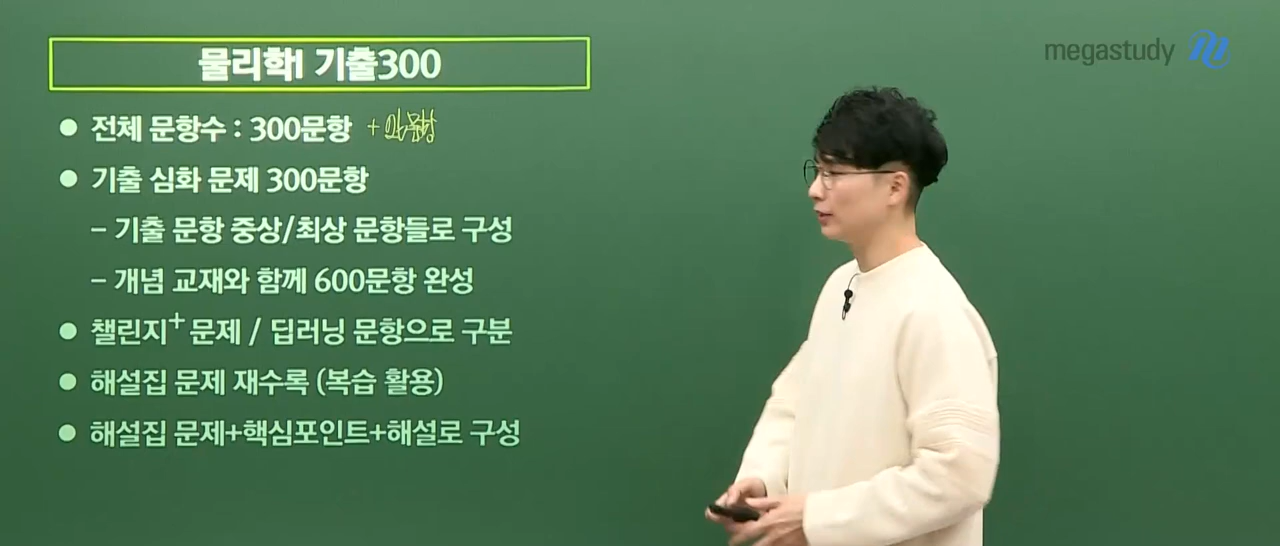 물리학I 기출300
megastudy
● 전체 문항수 : 300문항 +
● 기출 심화 문제 300문항
– 기출 문항 중상/최상 문항들로 구성
– 개념 교재와 함께 600문항 완성
● 챌린지+ 문제 / 딥러닝 문항으로 구분
● 해설집 문제 재수록 (복습 활용)
● 해설집 문제+핵심포인트+해설로 구성